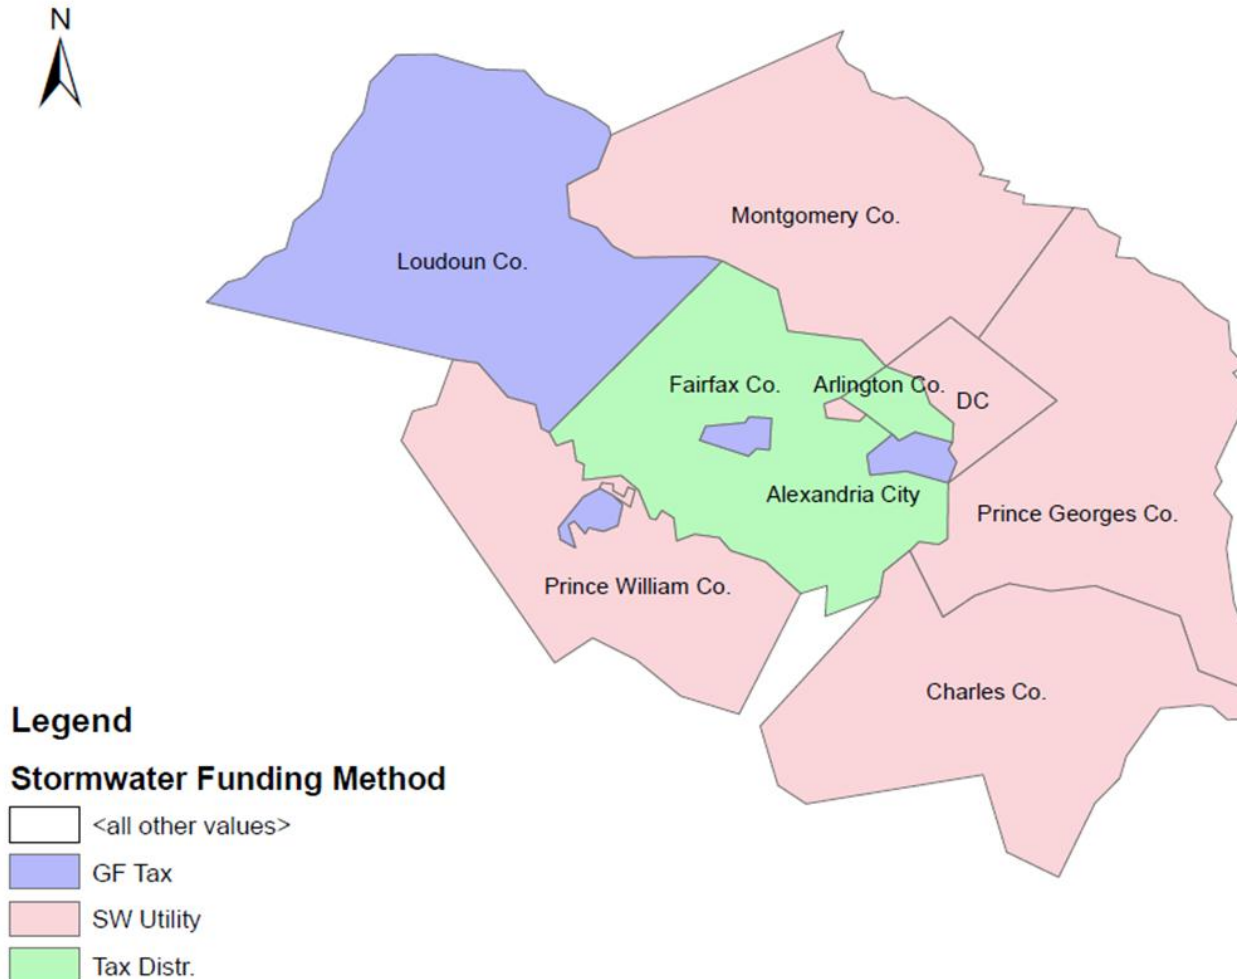 N
Montgomery Co.
Loudoun Co.
Fairfax Co.
Arlington Co.
DC
Alexandria City
Prince Georges Co.
Prince William Co.
Charles Co.
Legend
Stormwater Funding Method
<all other values>
GF Tax
SW Utility
Tax Distr.